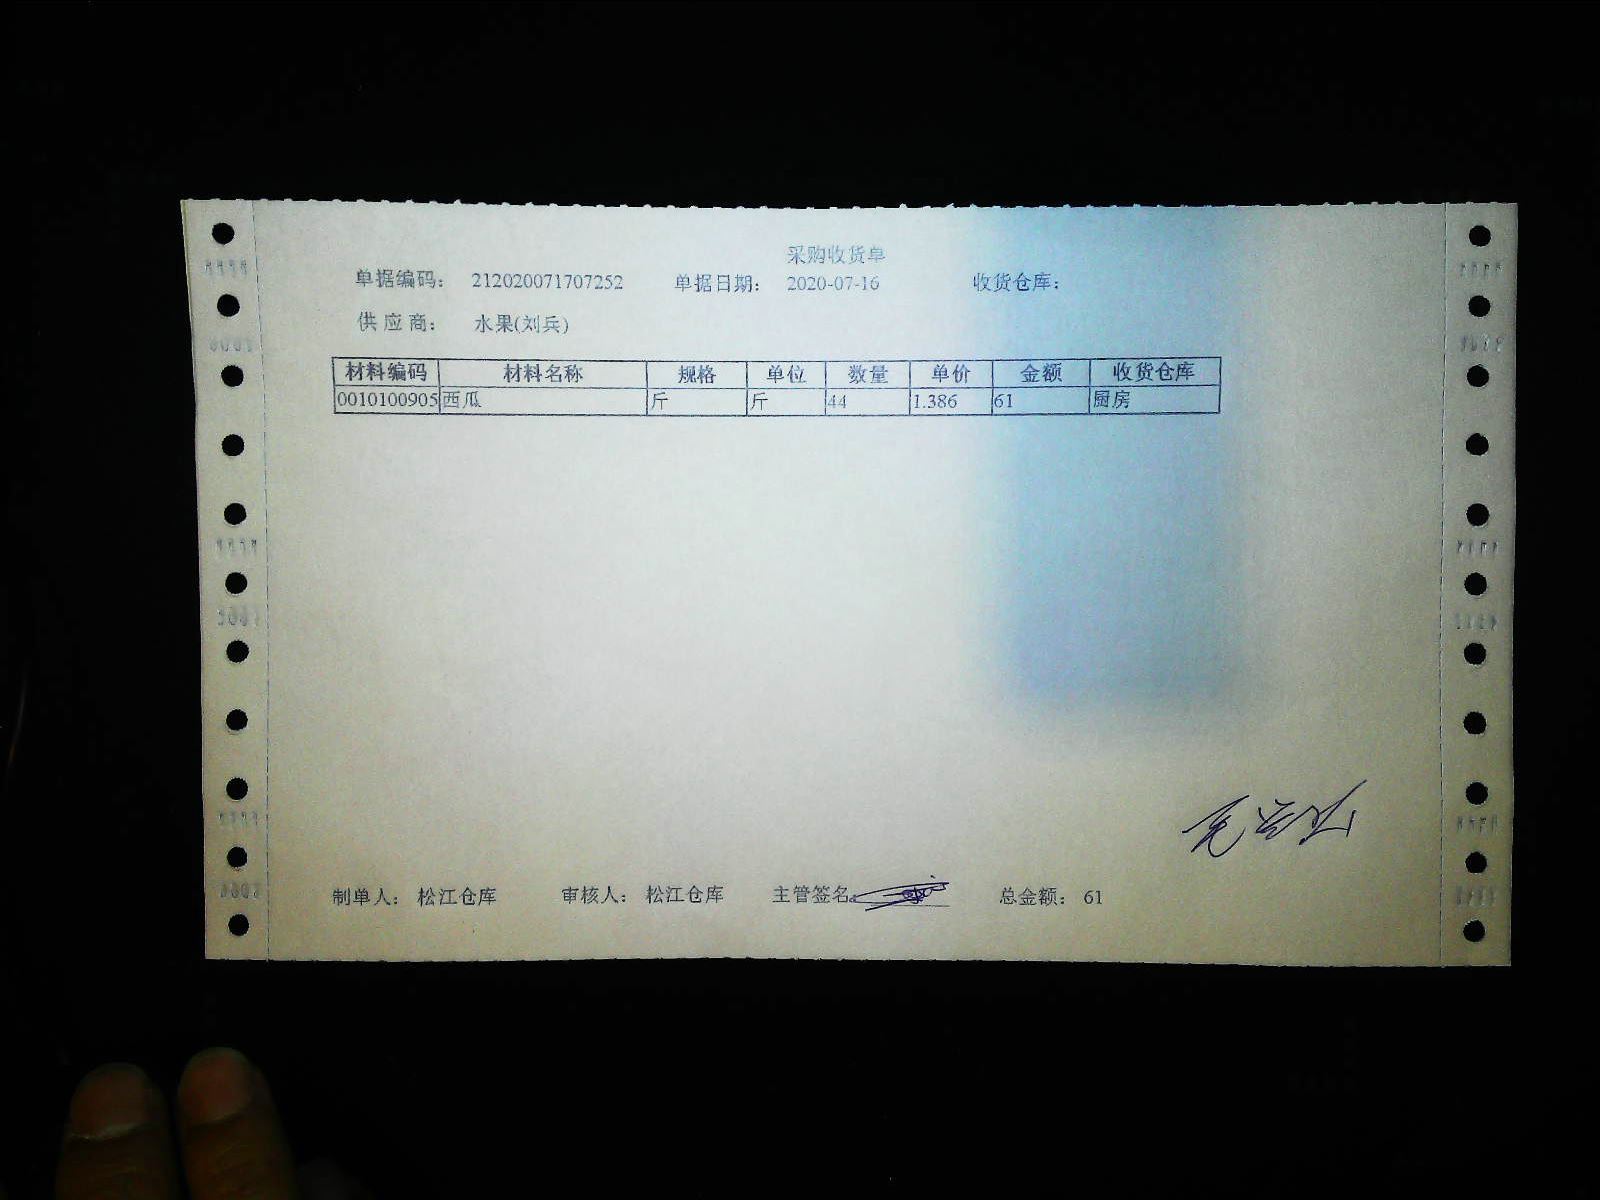 采购收货单
单据编码： 212020071707252 单据日期： 2020-07-16 收货仓库：
供应商： 水果(刘兵)
材料编码 材料名称 规格 单位 数量 单价 金额 收货仓库
0010100905 西瓜 斤 斤 44 1.386 61 厨房
制单人： 松江仓库 审核人： 松江仓库 主管签名 总金额： 61